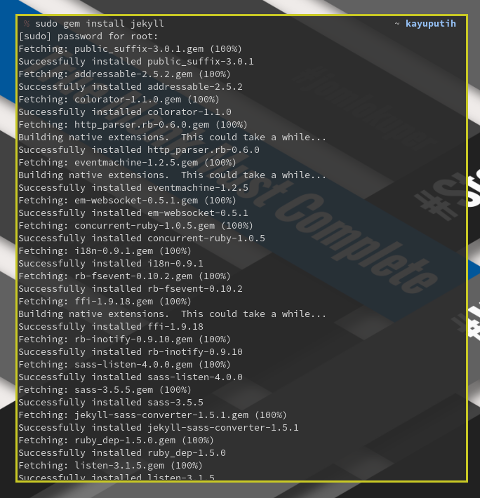 % sudo gem install jekyll ~ kayuputih
[sudo] password for root:
Fetching: public_suffix-3.0.1.gem (100%)
Successfully installed public_suffix-3.0.1
Fetching: addressable-2.5.2.gem (100%)
Successfully installed addressable-2.5.2
Fetching: colorator-1.1.0.gem (100%)
Successfully installed colorator-1.1.0
Fetching: http_parser.rb-0.6.0.gem (100%)
Building native extensions.  This could take a while...
Successfully installed http_parser.rb-0.6.0
Fetching: eventmachine-1.2.5.gem (100%)
Building native extensions.  This could take a while...
Successfully installed eventmachine-1.2.5
Fetching: em-websocket-0.5.1.gem (100%)
Successfully installed em-websocket-0.5.1
Fetching: concurrent-ruby-1.0.5.gem (100%)
Successfully installed concurrent-ruby-1.0.5
Fetching: i18n-0.9.1.gem (100%)
Successfully installed i18n-0.9.1
Fetching: rb-fsevent-0.10.2.gem (100%)
Successfully installed rb-fsevent-0.10.2
Fetching: ffi-1.9.18.gem (100%)
Building native extensions.  This could take a while...
Successfully installed ffi-1.9.18
Fetching: rb-inotify-0.9.10.gem (100%)
Successfully installed rb-inotify-0.9.10
Fetching: sass-listen-4.0.0.gem (100%)
Successfully installed sass-listen-4.0.0
Fetching: sass-3.5.5.gem (100%)
Successfully installed sass-3.5.5
Fetching: jekyll-sass-converter-1.5.1.gem (100%)
Successfully installed jekyll-sass-converter-1.5.1
Fetching: ruby_dep-1.5.0.gem (100%)
Successfully installed ruby_dep-1.5.0
Fetching: listen-3.1.5.gem (100%)
Successfully installed listen-3.1.5
Complete